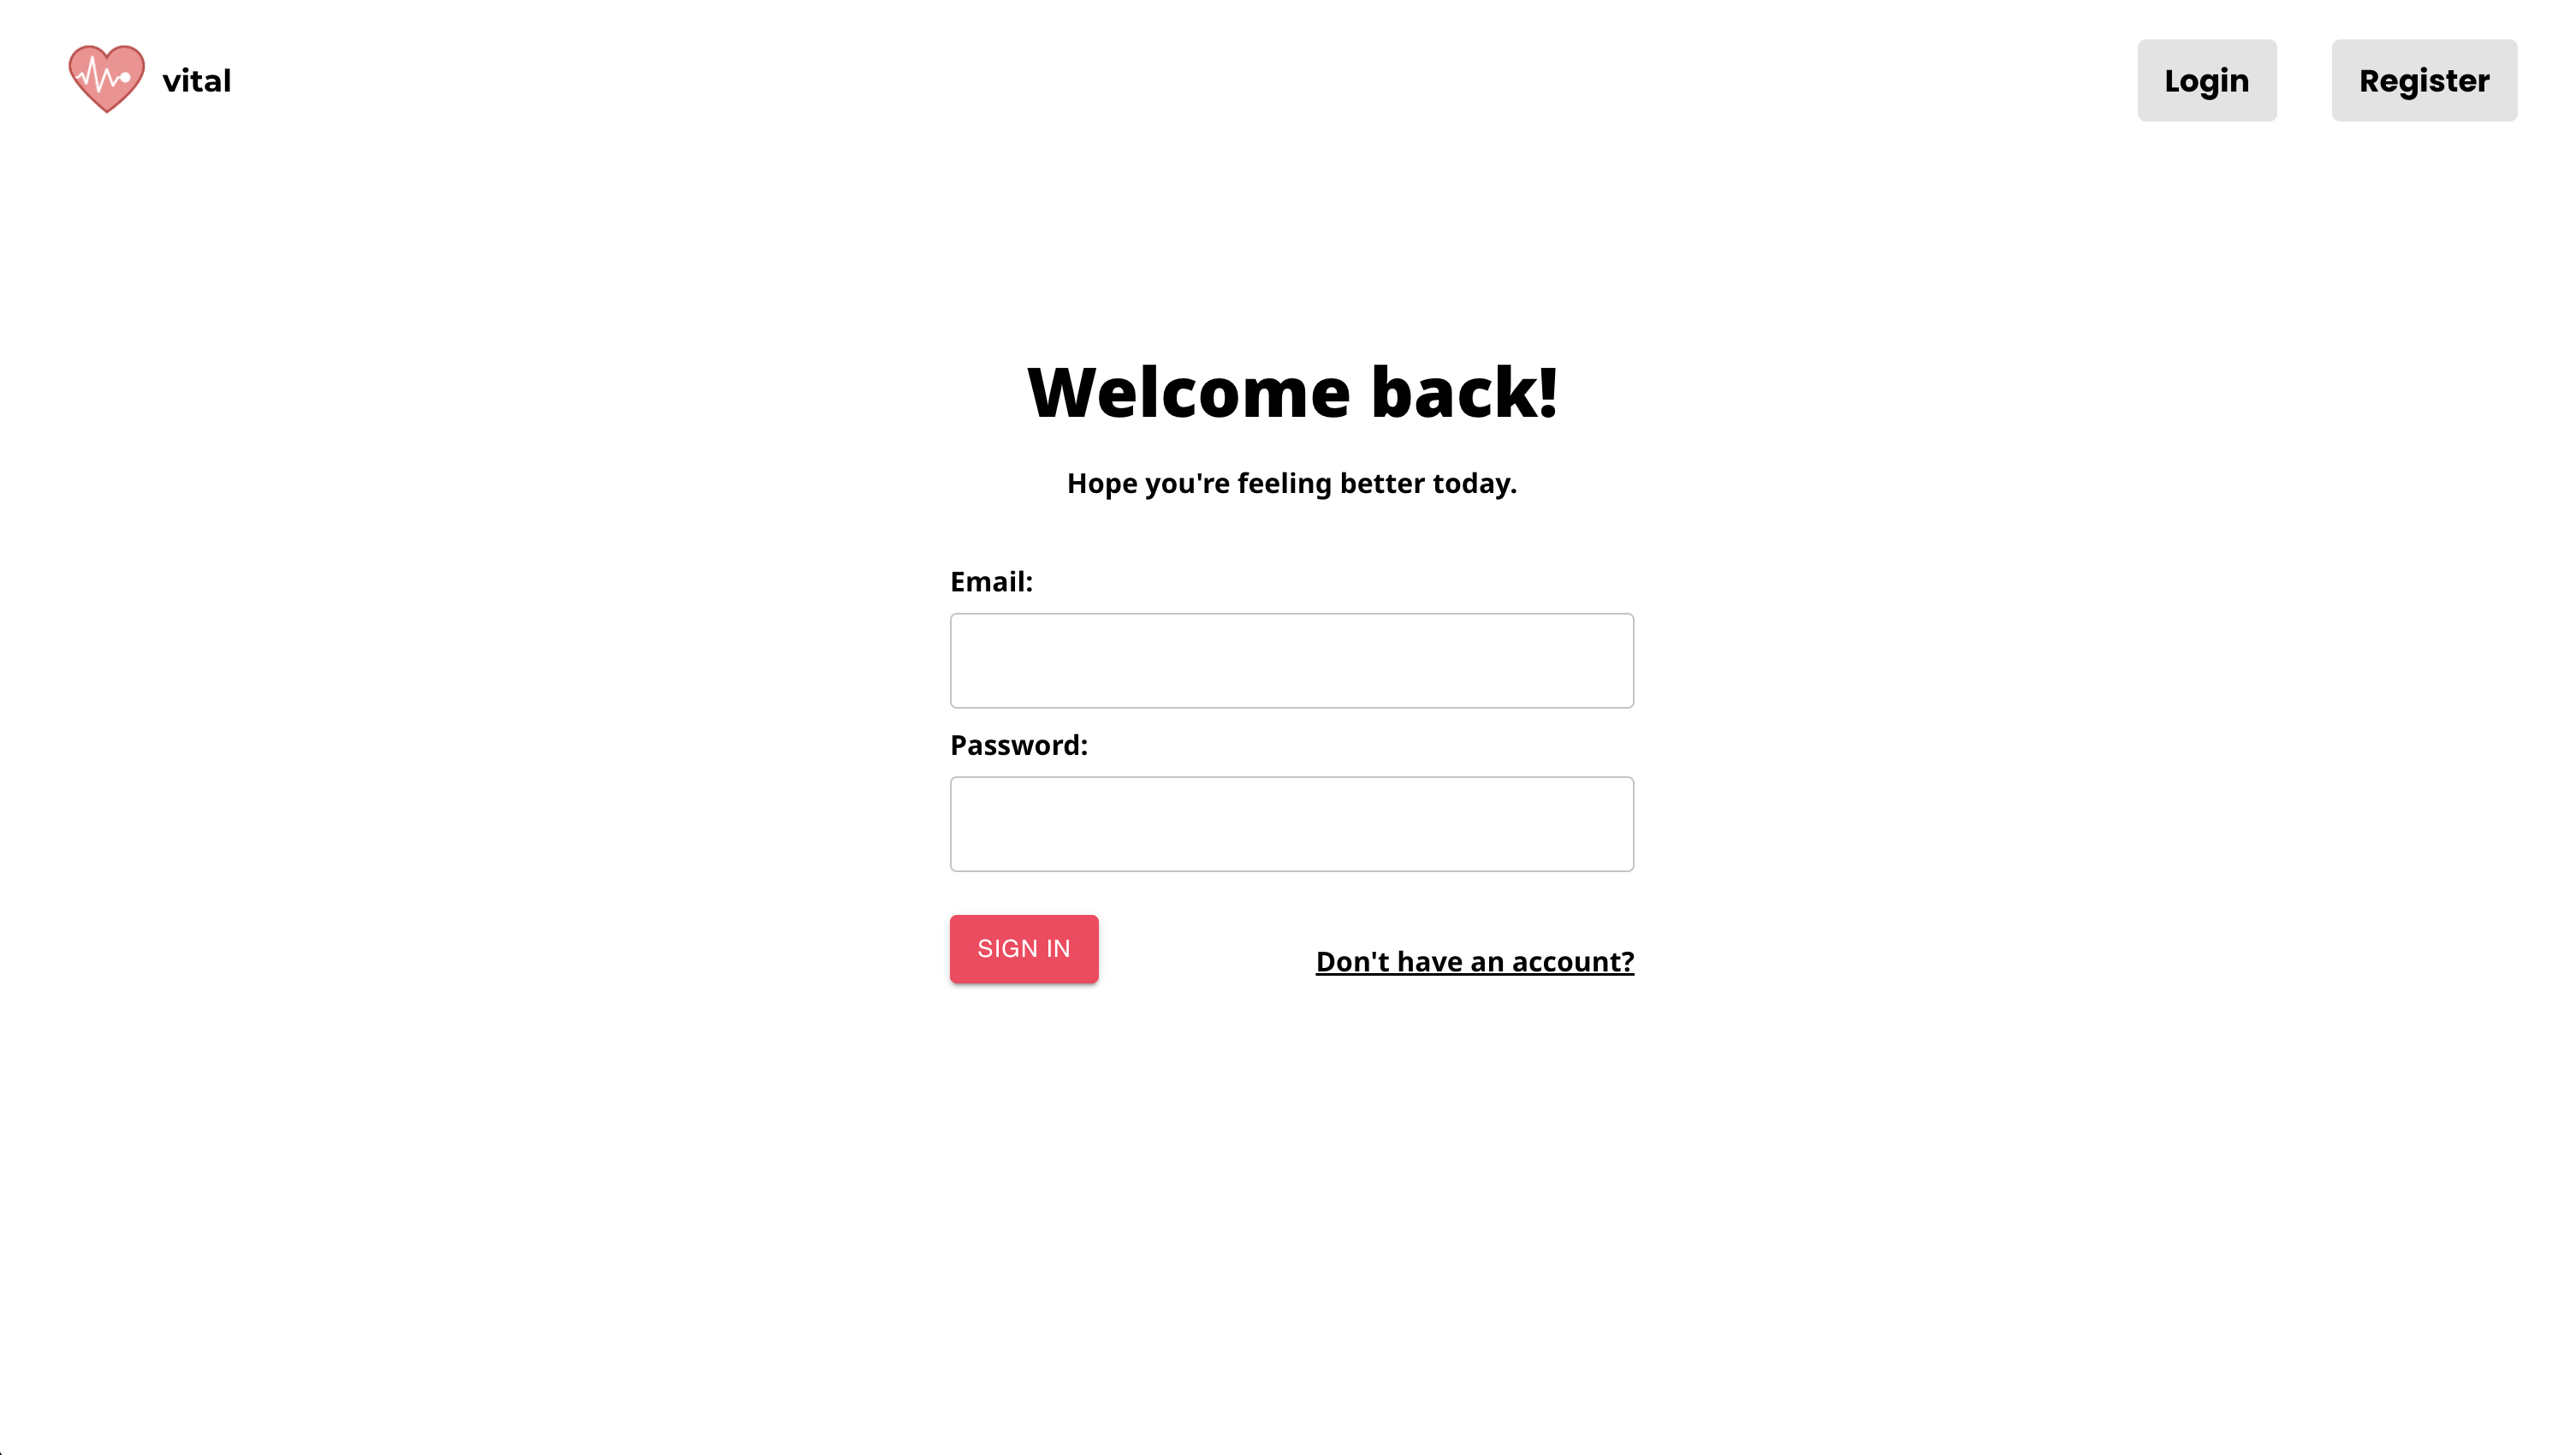 vital
Login
Register
Welcome back!
Hope you're feeling better today.
Email:
Password:
SIGN IN
Don't have an account?